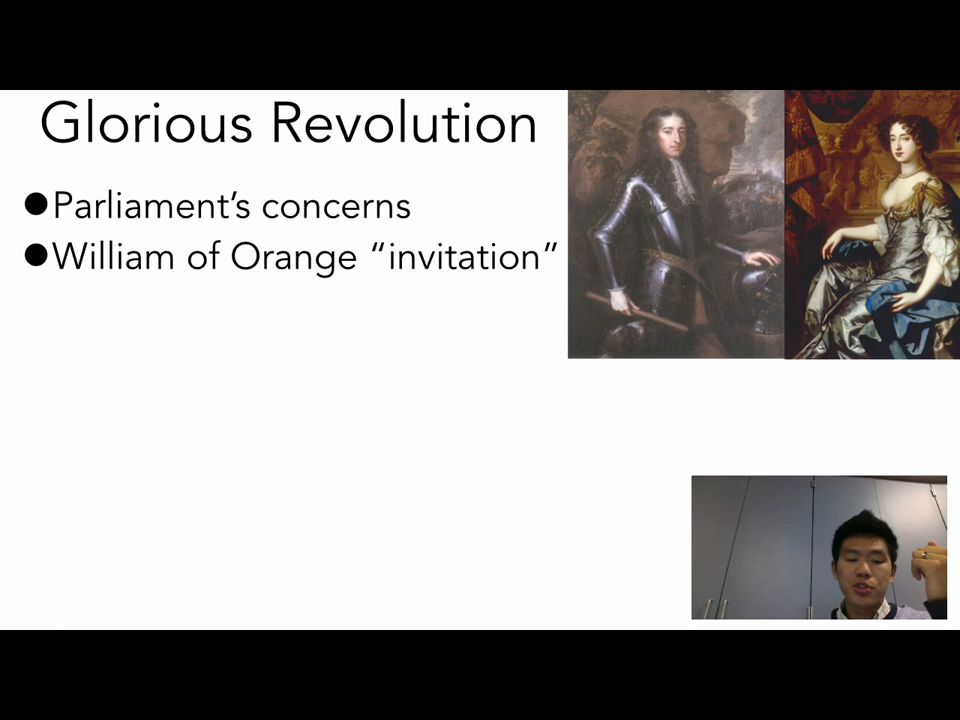 Glorious Revolution
●Parliament’s concerns
●William of Orange “invitation”